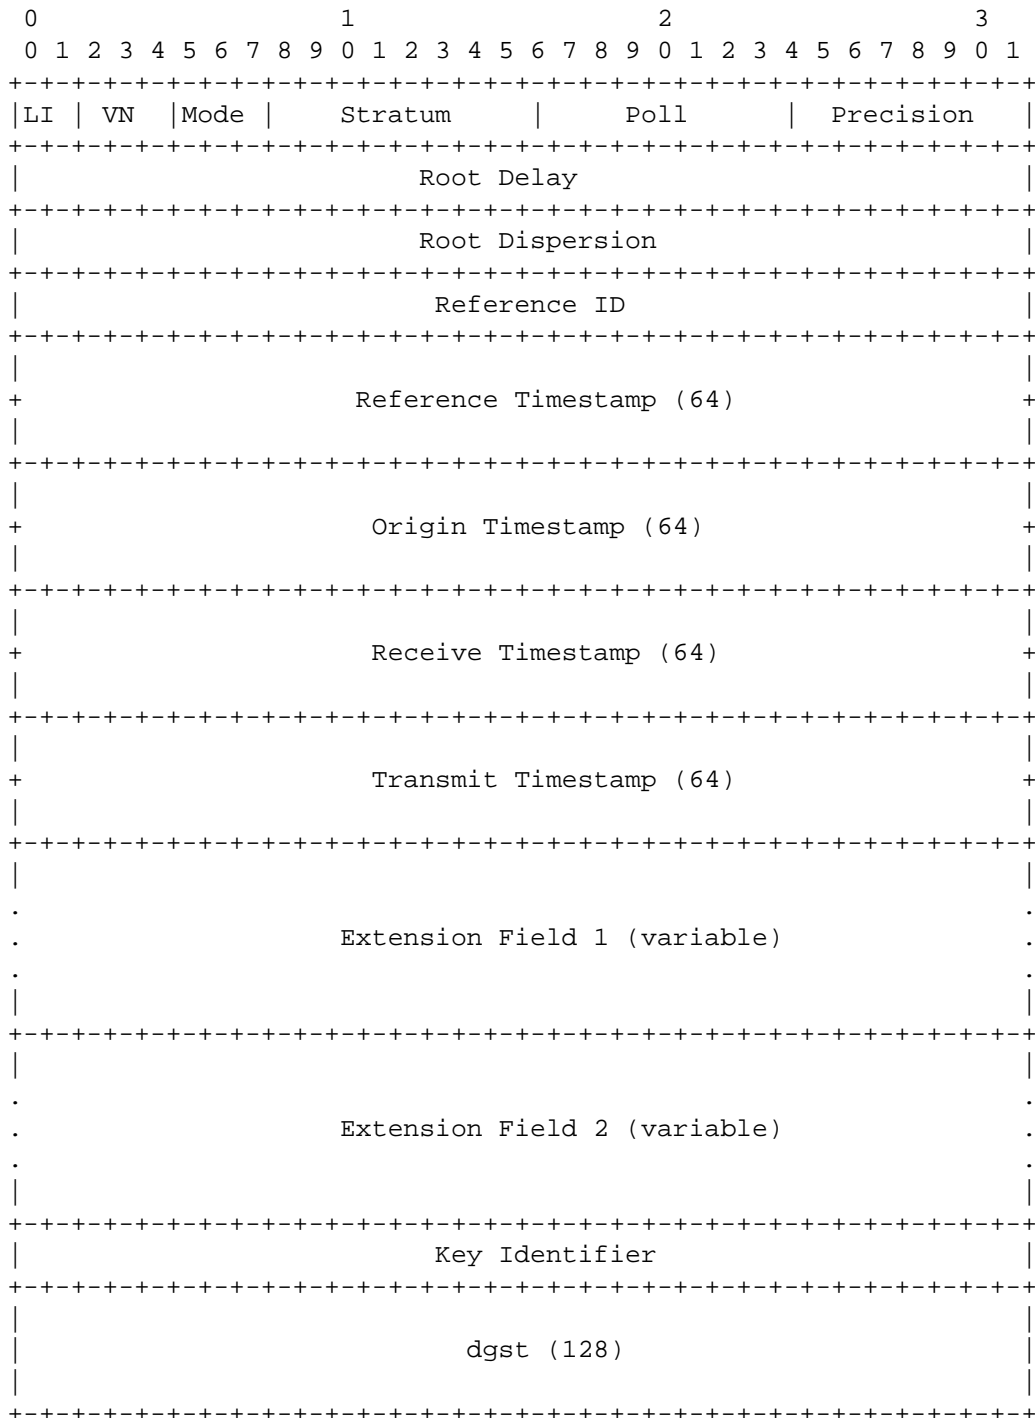 0                   1                   2                   3
 0 1 2 3 4 5 6 7 8 9 0 1 2 3 4 5 6 7 8 9 0 1 2 3 4 5 6 7 8 9 0 1
+-+-+-+-+-+-+-+-+-+-+-+-+-+-+-+-+-+-+-+-+-+-+-+-+-+-+-+-+-+-+-+-+
|LI | VN  |Mode |    Stratum     |     Poll      |  Precision   |
+-+-+-+-+-+-+-+-+-+-+-+-+-+-+-+-+-+-+-+-+-+-+-+-+-+-+-+-+-+-+-+-+
|                         Root Delay                            |
+-+-+-+-+-+-+-+-+-+-+-+-+-+-+-+-+-+-+-+-+-+-+-+-+-+-+-+-+-+-+-+-+
|                         Root Dispersion                       |
+-+-+-+-+-+-+-+-+-+-+-+-+-+-+-+-+-+-+-+-+-+-+-+-+-+-+-+-+-+-+-+-+
|                          Reference ID                         |
+-+-+-+-+-+-+-+-+-+-+-+-+-+-+-+-+-+-+-+-+-+-+-+-+-+-+-+-+-+-+-+-+
|                                                               |
+                     Reference Timestamp (64)                  +
|                                                               |
+-+-+-+-+-+-+-+-+-+-+-+-+-+-+-+-+-+-+-+-+-+-+-+-+-+-+-+-+-+-+-+-+
|                                                               |
+                      Origin Timestamp (64)                    +
|                                                               |
+-+-+-+-+-+-+-+-+-+-+-+-+-+-+-+-+-+-+-+-+-+-+-+-+-+-+-+-+-+-+-+-+
|                                                               |
+                      Receive Timestamp (64)                   +
|                                                               |
+-+-+-+-+-+-+-+-+-+-+-+-+-+-+-+-+-+-+-+-+-+-+-+-+-+-+-+-+-+-+-+-+
|                                                               |
+                      Transmit Timestamp (64)                  +
|                                                               |
+-+-+-+-+-+-+-+-+-+-+-+-+-+-+-+-+-+-+-+-+-+-+-+-+-+-+-+-+-+-+-+-+
|                                                               |
.                                                               .
.                    Extension Field 1 (variable)               .
.                                                               .
|                                                               |
+-+-+-+-+-+-+-+-+-+-+-+-+-+-+-+-+-+-+-+-+-+-+-+-+-+-+-+-+-+-+-+-+
|                                                               |
.                                                               .
.                    Extension Field 2 (variable)               .
.                                                               .
|                                                               |
+-+-+-+-+-+-+-+-+-+-+-+-+-+-+-+-+-+-+-+-+-+-+-+-+-+-+-+-+-+-+-+-+
|                          Key Identifier                       |
+-+-+-+-+-+-+-+-+-+-+-+-+-+-+-+-+-+-+-+-+-+-+-+-+-+-+-+-+-+-+-+-+
|                                                               |
|                            dgst (128)                         |
|                                                               |
+-+-+-+-+-+-+-+-+-+-+-+-+-+-+-+-+-+-+-+-+-+-+-+-+-+-+-+-+-+-+-+-+